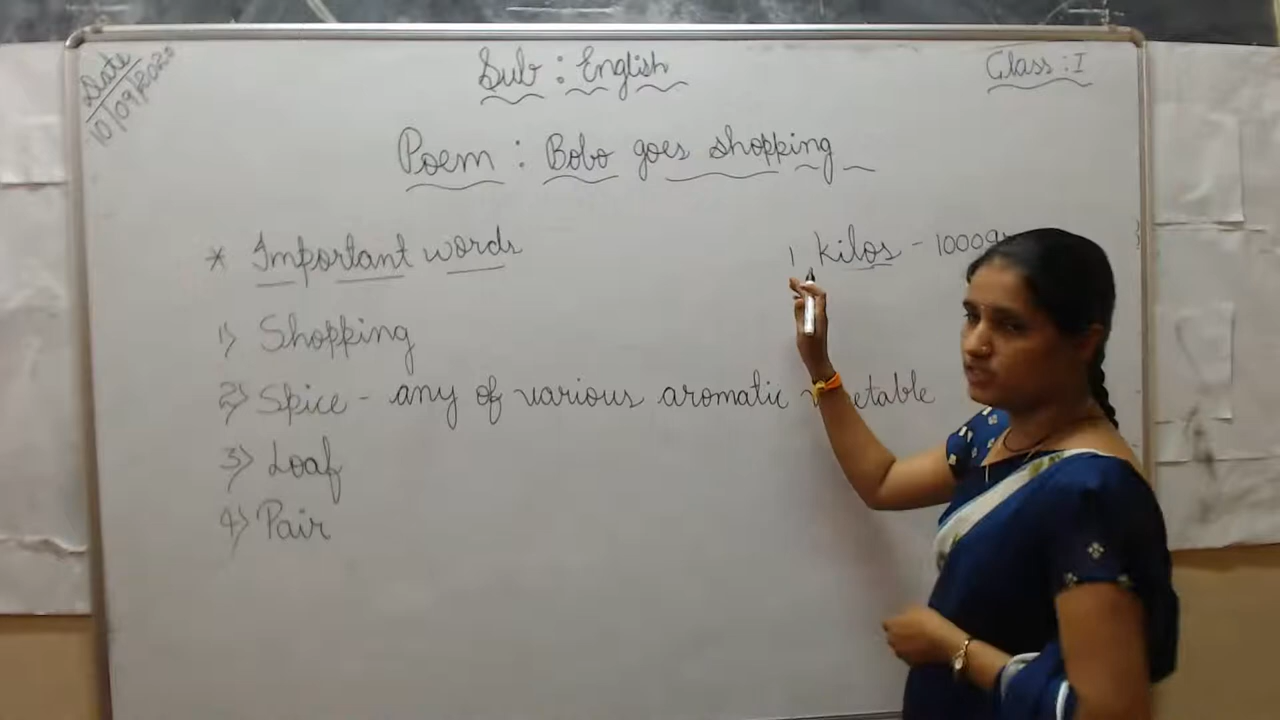 Date
10/09/2020
Sub : English
Class : I
Poem : Bobo goes shopping
* Important words
1 Kilos - 1000g
1) Shopping
2) Spice - any of various aromatic
3) Loaf
4) Pair